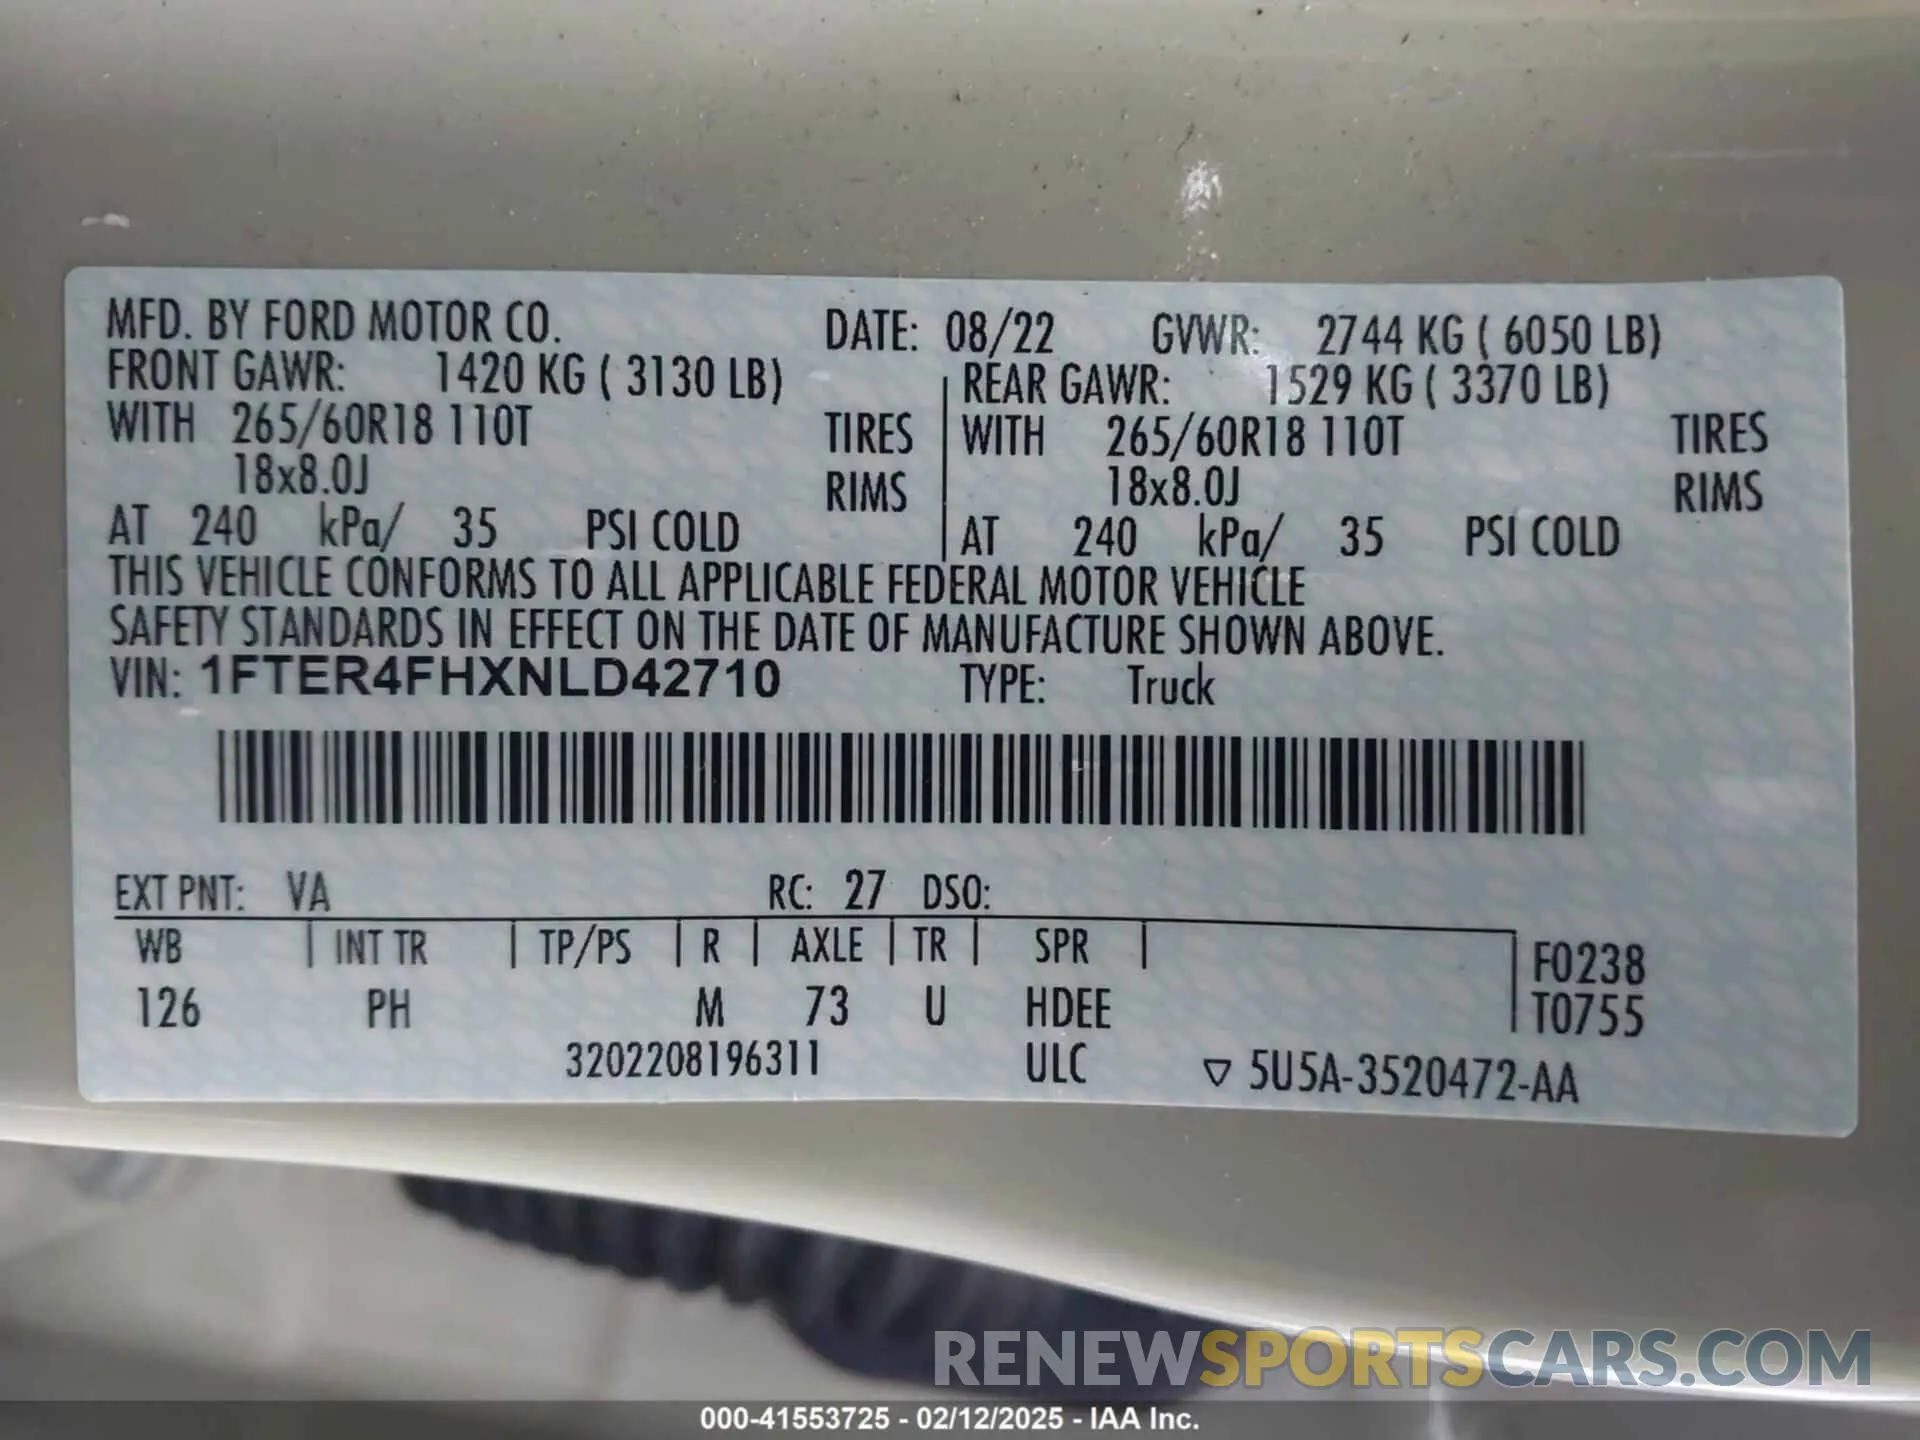 MFD. BY FORD MOTOR CO. DATE: 08/22 GVWR: 2744 KG ( 6050 LB)
FRONT GAWR: 1420 KG ( 3130 LB) REAR GAWR: 1529 KG ( 3370 LB)
WITH 265/60R18 110T TIRES WITH 265/60R18 110T TIRES
18x8.0J RIMS 18x8.0J RIMS
AT 240 kPa/ 35 PSI COLD AT 240 kPa/ 35 PSI COLD
THIS VEHICLE CONFORMS TO ALL APPLICABLE FEDERAL MOTOR VEHICLE
SAFETY STANDARDS IN EFFECT ON THE DATE OF MANUFACTURE SHOWN ABOVE.
VIN: 1FTER4FHXNLD42710 TYPE: Truck
EXT PNT: VA RC: 27 DSO:
WB INT TR TP/PS R AXLE TR SPR F0238
126 PH M 73 U HDEE T0755
3202208196311 ULC ▽ 5U5A-3520472-AA
RENEWSPORTSCARS.COM
000-41553725 - 02/12/2025 - IAA Inc.